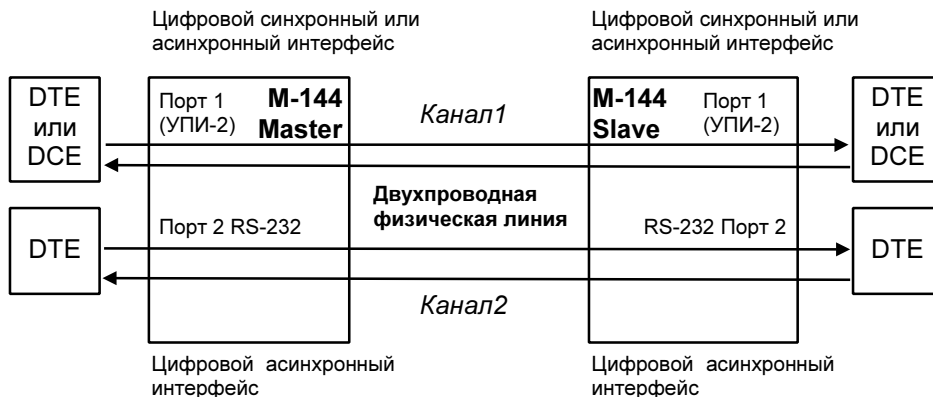 Цифровой синхронный или
асинхронный интерфейс
Цифровой синхронный или
асинхронный интерфейс
DTE
или
DCE
Порт 1
(УПИ-2)
M-144
Master
Канал1
M-144
Slave
Порт 1
(УПИ-2)
DTE
или
DCE
Двухпроводная
физическая линия
DTE
Порт 2 RS-232
RS-232 Порт 2
DTE
Канал2
Цифровой асинхронный
интерфейс
Цифровой асинхронный
интерфейс